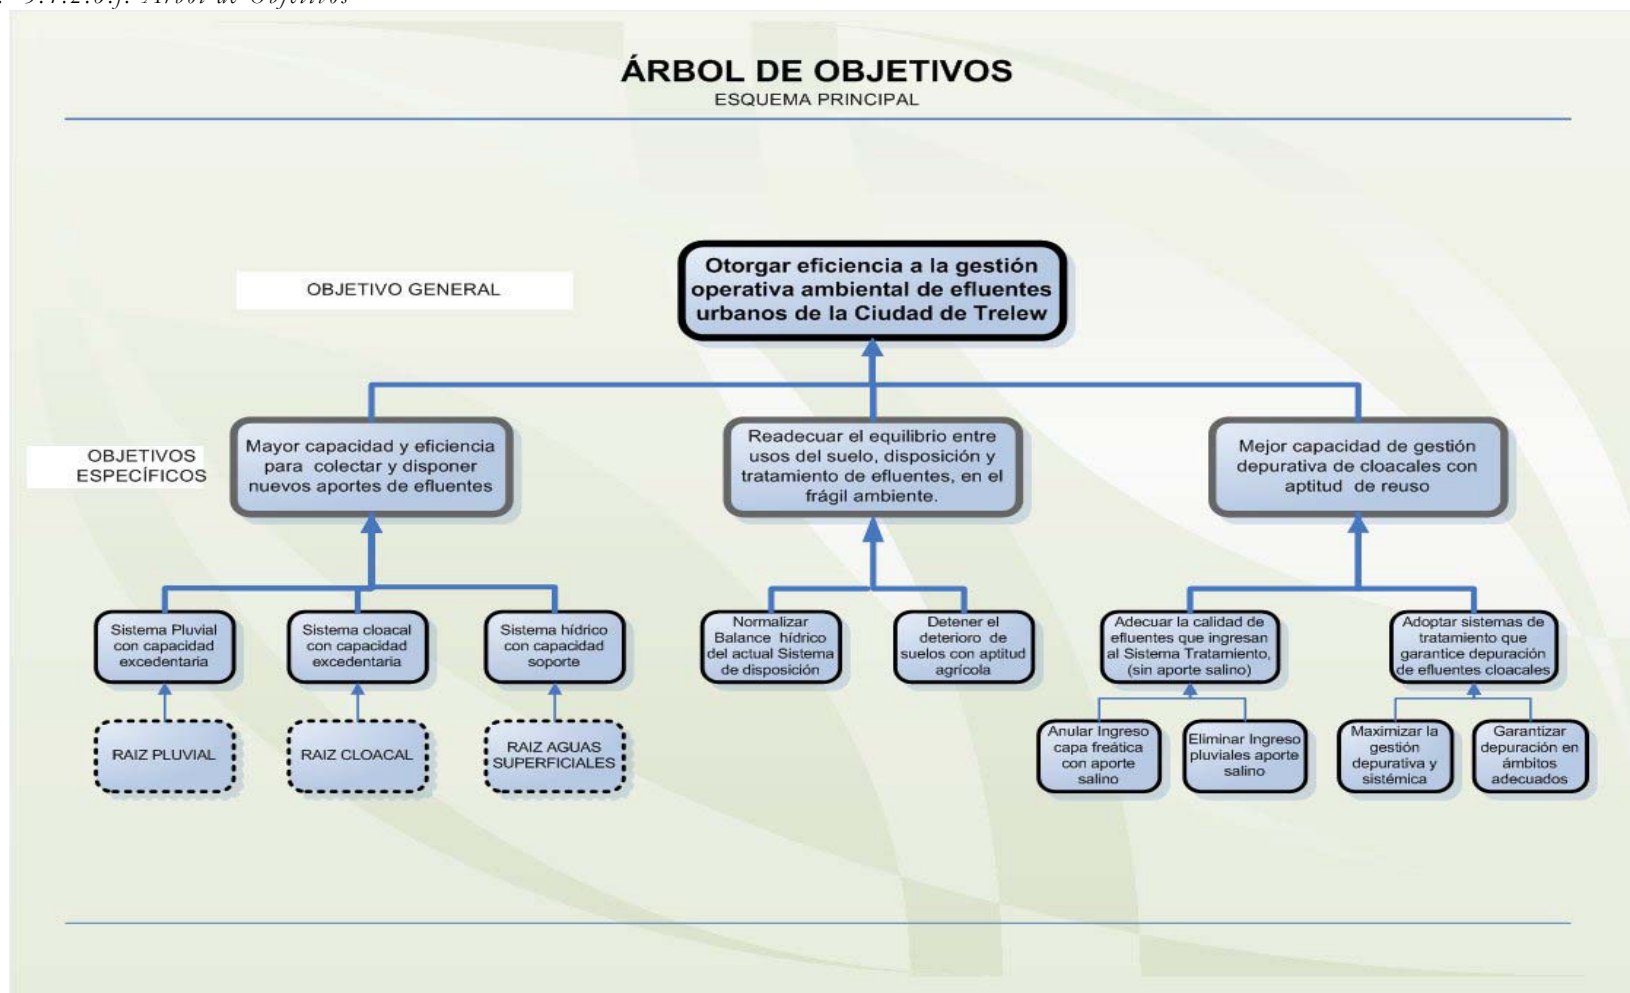 Arbol de Objetivos
ÁRBOL DE OBJETIVOS
ESQUEMA PRINCIPAL
OBJETIVO GENERAL
Otorgar eficiencia a la gestión
operativa ambiental de efluentes
urbanos de la Ciudad de Trelew
OBJETIVOS
ESPECÍFICOS
Mayor capacidad y eficiencia
para colectar y disponer
nuevos aportes de efluentes
Readecuar el equilibrio entre
usos del suelo, disposición y
tratamiento de efluentes, en el
frágil ambiente.
Mejor capacidad de gestión
depurativa de cloacales con
aptitud de reuso
Sistema Pluvial
con capacidad
excedentaria
Sistema cloacal
con capacidad
excedentaria
Sistema hídrico
con capacidad
soporte
Normalizar
Balance hídrico
del actual Sistema
de disposición
Detener el
deterioro de
suelos con aptitud
agrícola
Adecuar la calidad de
efluentes que ingresan
al Sistema Tratamiento,
(sin aporte salino)
Adoptar sistemas de
tratamiento que
garantice depuración
de efluentes cloacales
RAIZ PLUVIAL
RAIZ CLOACAL
RAIZ AGUAS
SUPERFICIALES
Anular Ingreso
capa freática
con aporte
salino
Eliminar Ingreso
pluviales aporte
salino
Maximizar la
gestión
depurativa y
sistémica
Garantizar
depuración en
ámbitos
adecuados